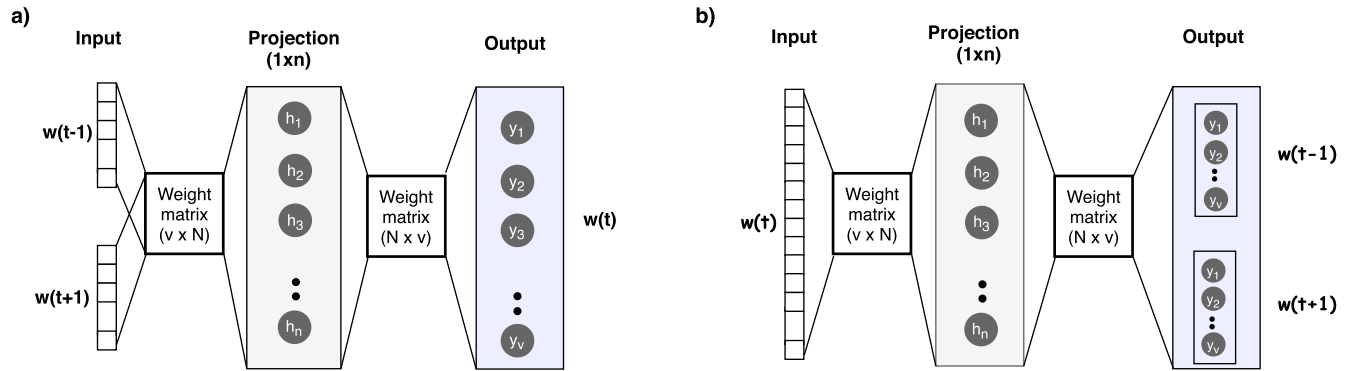 a)
Input
Projection
(1xn)
Output
w(t-1)
w(t+1)
Weight
matrix
(v x N)
h1
h2
h3
hn
Weight
matrix
(N x v)
y1
y2
y3
yv
w(t)
b)
Input
Projection
(1xn)
Output
w(t)
Weight
matrix
(v x N)
h1
h2
h3
hn
Weight
matrix
(N x v)
y1
y2
yv
w(t-1)
y1
y2
yv
w(t+1)